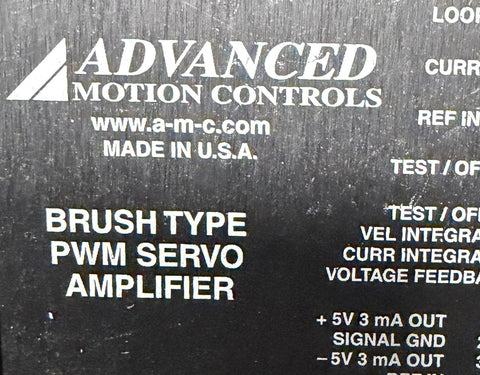 ADVANCED
MOTION CONTROLS
www.a-m-c.com
MADE IN U.S.A.
BRUSH TYPE
PWM SERVO
AMPLIFIER
LOOP
CURR
REF IN
TEST / OF
TEST / OF
VEL INTEGRA
CURR INTEGRA
VOLTAGE FEEDBA
+ 5V 3 mA OUT
SIGNAL GND
– 5V 3 mA OUT